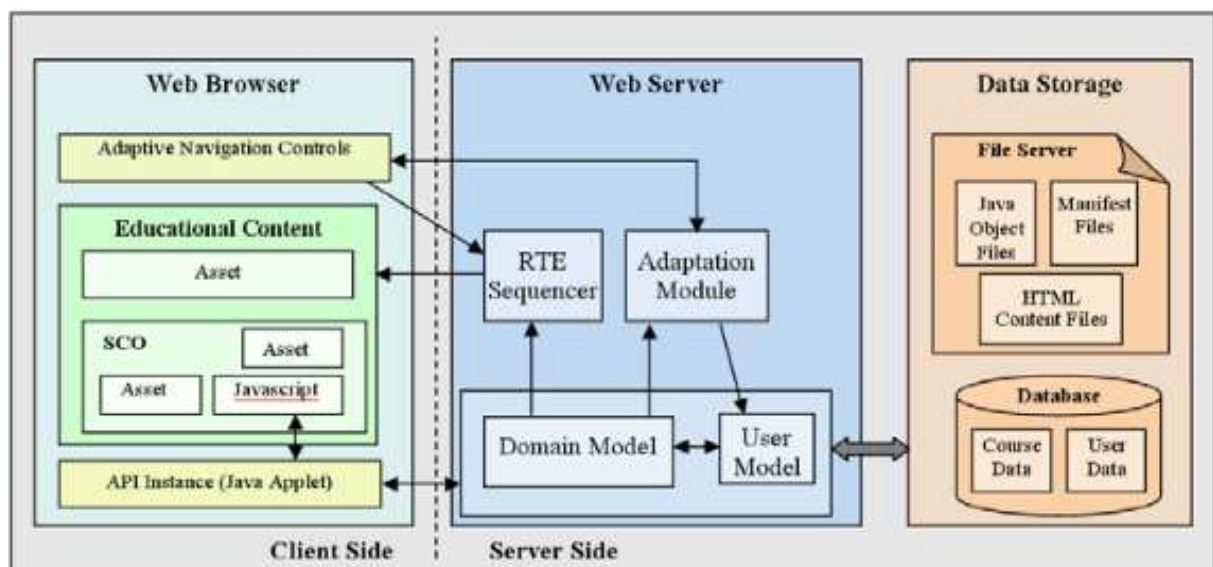 Web Browser
Adaptive Navigation Controls
Educational Content
Asset
SCO
Asset
Asset
Javascript
API Instance (Java Applet)
Client Side
Web Server
RTE
Sequencer
Adaptation
Module
Domain Model
User
Model
Server Side
Data Storage
File Server
Java
Object
Files
Manifest
Files
HTML
Content Files
Database
Course
Data
User
Data